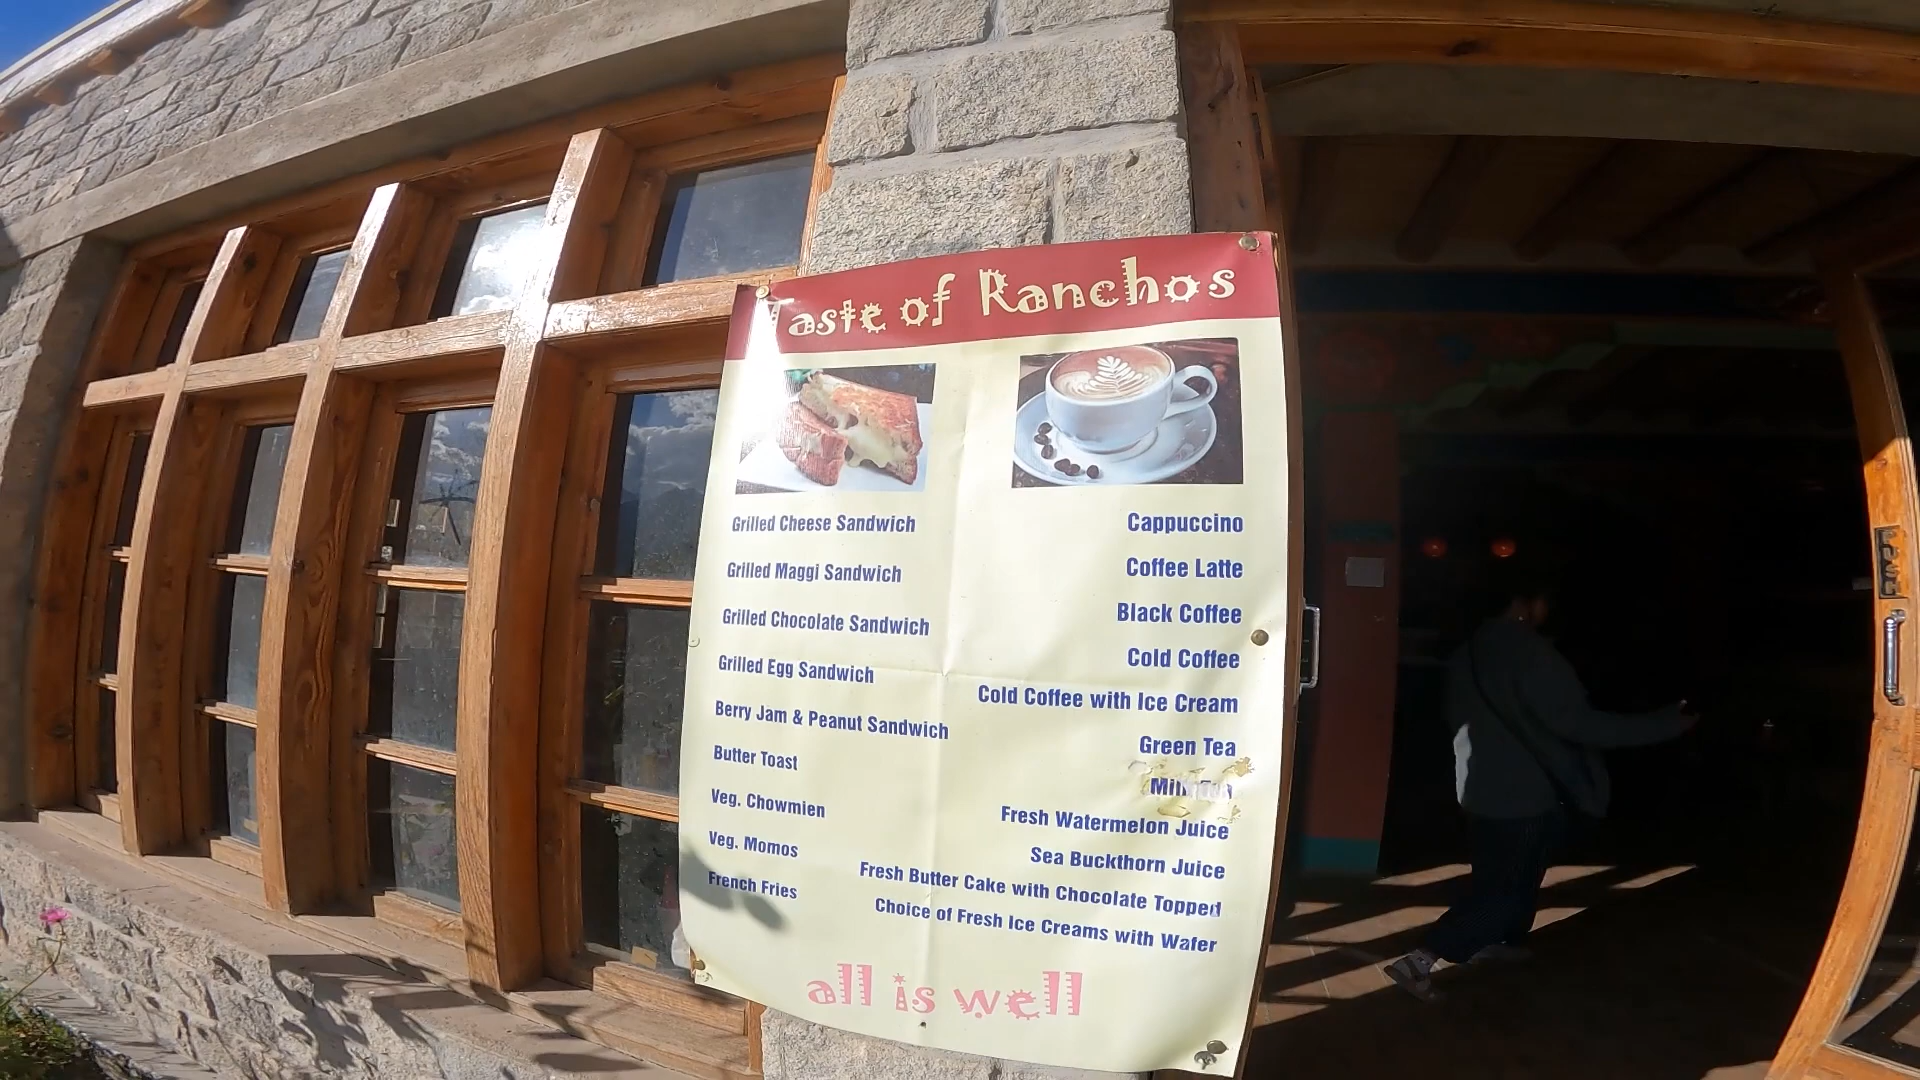 Taste of Ranchos
Grilled Cheese Sandwich
Grilled Maggi Sandwich
Grilled Chocolate Sandwich
Grilled Egg Sandwich
Berry Jam & Peanut Sandwich
Butter Toast
Veg. Chowmien
Veg. Momos
French Fries
Cappuccino
Coffee Latte
Black Coffee
Cold Coffee
Cold Coffee with Ice Cream
Green Tea
Fresh Watermelon Juice
Sea Buckthorn Juice
Fresh Butter Cake with Chocolate Topped
Choice of Fresh Ice Creams with Wafer
all is well
PUSH